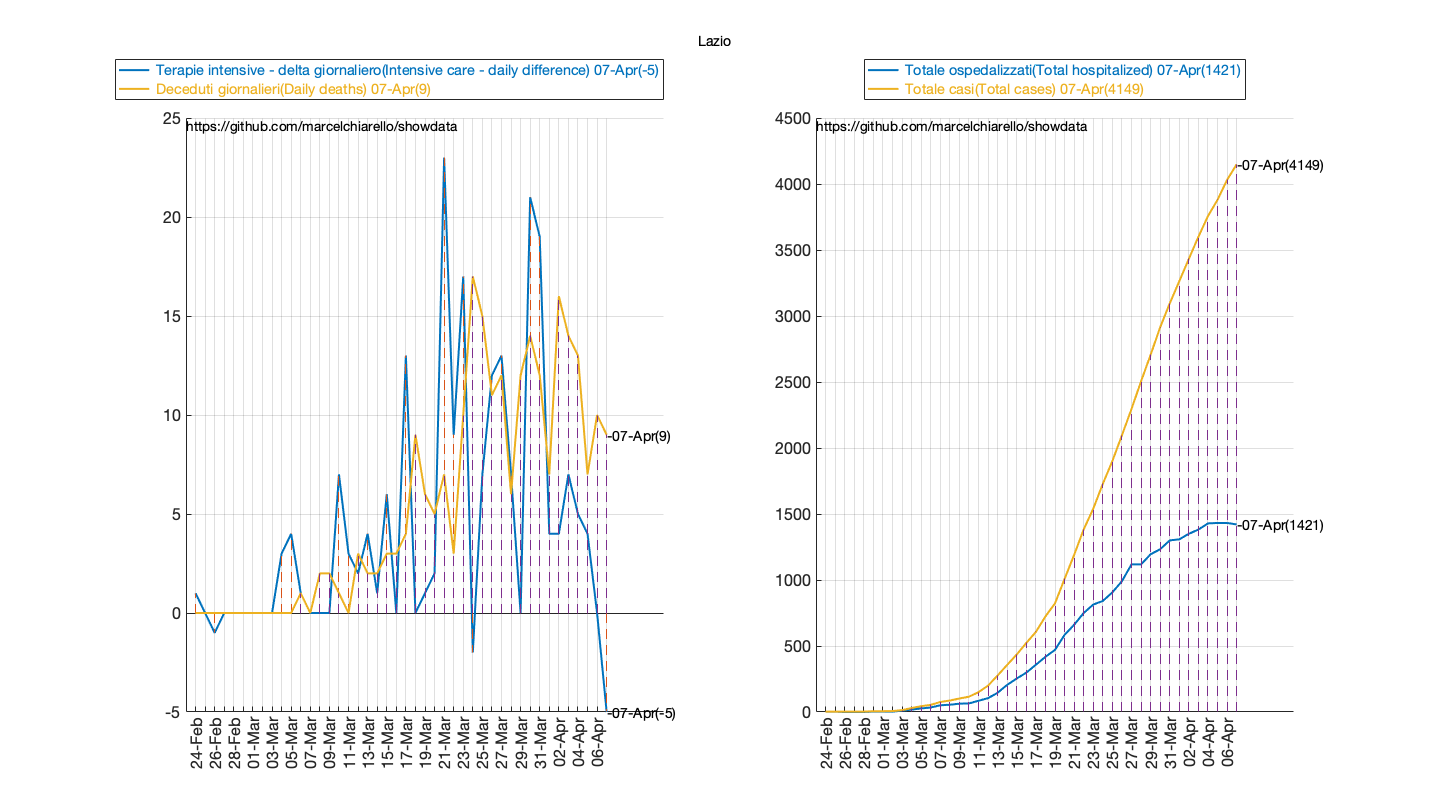 Lazio
Terapie intensive - delta giornaliero(Intensive care - daily difference) 07-Apr(-5)
Deceduti giornalieri(Daily deaths) 07-Apr(9)
https://github.com/marcelchiarello/showdata
25
20
15
10
5
0
-5
-07-Apr(9)
-07-Apr(-5)
24-Feb
26-Feb
28-Feb
01-Mar
03-Mar
05-Mar
07-Mar
09-Mar
11-Mar
13-Mar
15-Mar
17-Mar
19-Mar
21-Mar
23-Mar
25-Mar
27-Mar
29-Mar
31-Mar
02-Apr
04-Apr
06-Apr
Totale ospedalizzati(Total hospitalized) 07-Apr(1421)
Totale casi(Total cases) 07-Apr(4149)
https://github.com/marcelchiarello/showdata
4500
4000
3500
3000
2500
2000
1500
1000
500
0
-07-Apr(4149)
-07-Apr(1421)
24-Feb
26-Feb
28-Feb
01-Mar
03-Mar
05-Mar
07-Mar
09-Mar
11-Mar
13-Mar
15-Mar
17-Mar
19-Mar
21-Mar
23-Mar
25-Mar
27-Mar
29-Mar
31-Mar
02-Apr
04-Apr
06-Apr